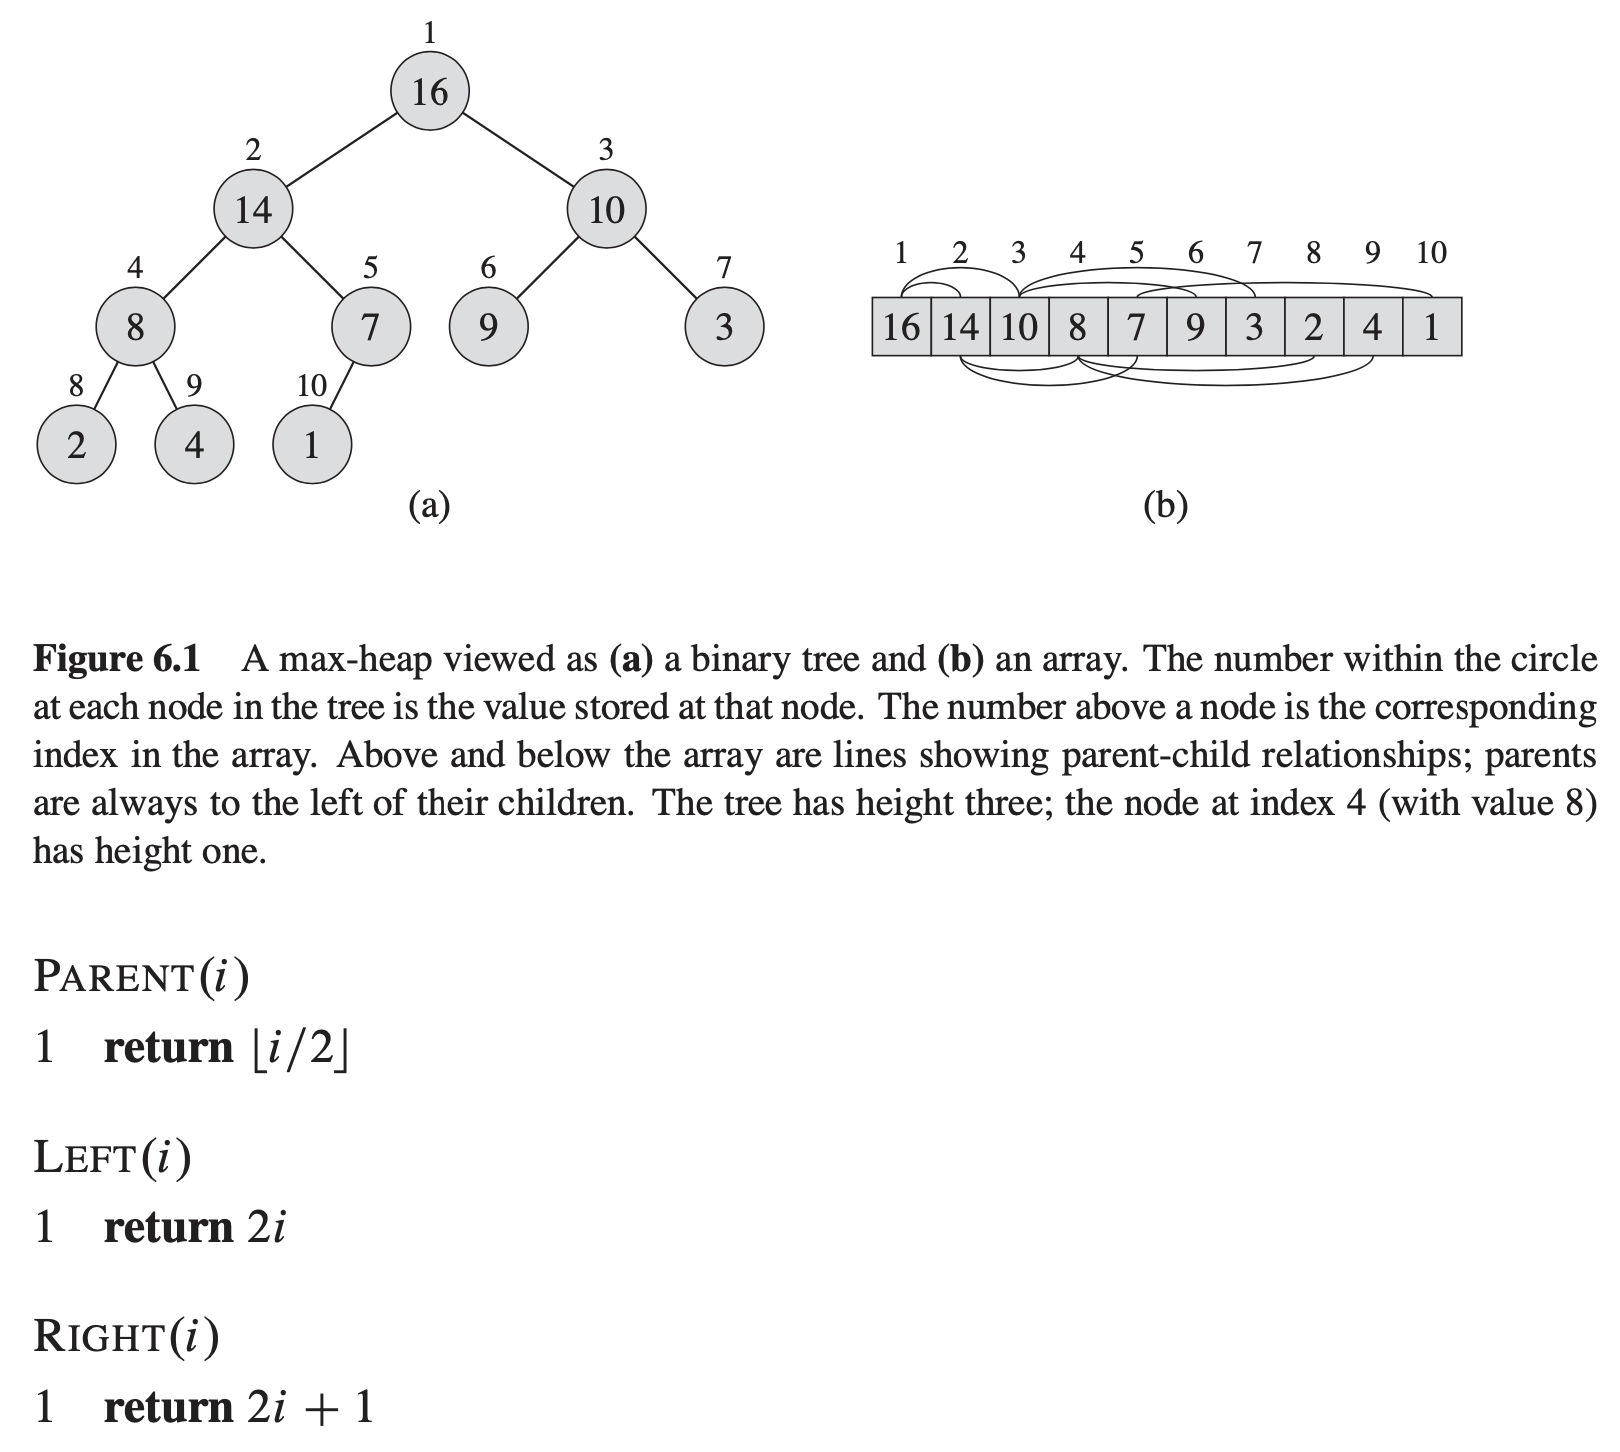 1
16
2 3
14 10
4 5 6 7
8 7 9 3
8 9 10
2 4 1
(a)
1 2 3 4 5 6 7 8 9 10
16 14 10 8 7 9 3 2 4 1
(b)
Figure 6.1 A max-heap viewed as (a) a binary tree and (b) an array. The number within the circle
at each node in the tree is the value stored at that node. The number above a node is the corresponding
index in the array. Above and below the array are lines showing parent-child relationships; parents
are always to the left of their children. The tree has height three; the node at index 4 (with value 8)
has height one.
PARENT(i)
1 return ⌊i/2⌋
LEFT(i)
1 return 2i
RIGHT(i)
1 return 2i + 1